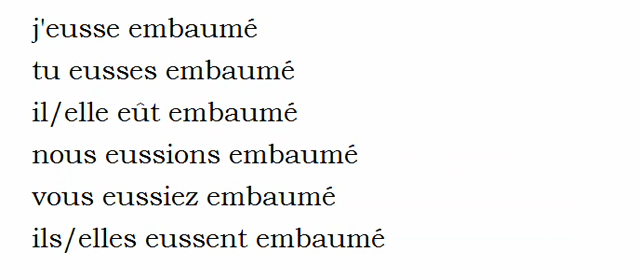 j'eusse embaumé
tu eusses embaumé
il/elle eût embaumé
nous eussions embaumé
vous eussiez embaumé
ils/elles eussent embaumé